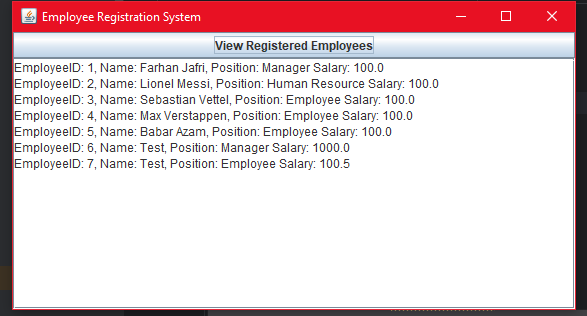 Employee Registration System
View Registered Employees
EmployeeID: 1, Name: Farhan Jafri, Position: Manager Salary: 100.0
EmployeeID: 2, Name: Lionel Messi, Position: Human Resource Salary: 100.0
EmployeeID: 3, Name: Sebastian Vettel, Position: Employee Salary: 100.0
EmployeeID: 4, Name: Max Verstappen, Position: Employee Salary: 100.0
EmployeeID: 5, Name: Babar Azam, Position: Employee Salary: 100.0
EmployeeID: 6, Name: Test, Position: Manager Salary: 1000.0
EmployeeID: 7, Name: Test, Position: Employee Salary: 100.5